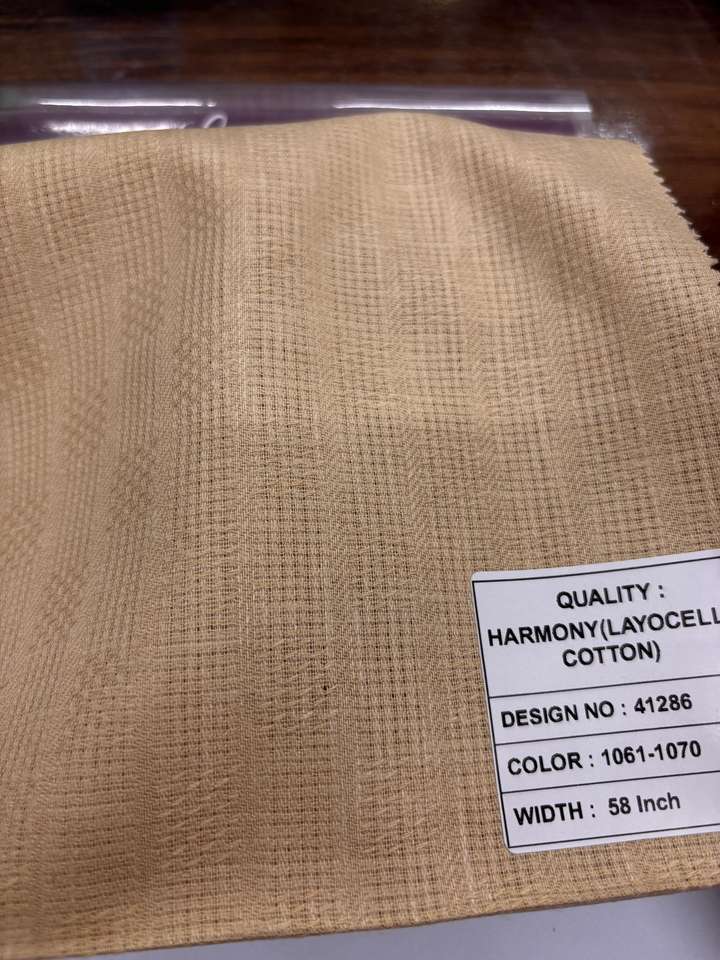 QUALITY :
HARMONY(LAYOCELL
COTTON)
DESIGN NO : 41286
COLOR : 1061-1070
WIDTH : 58 Inch